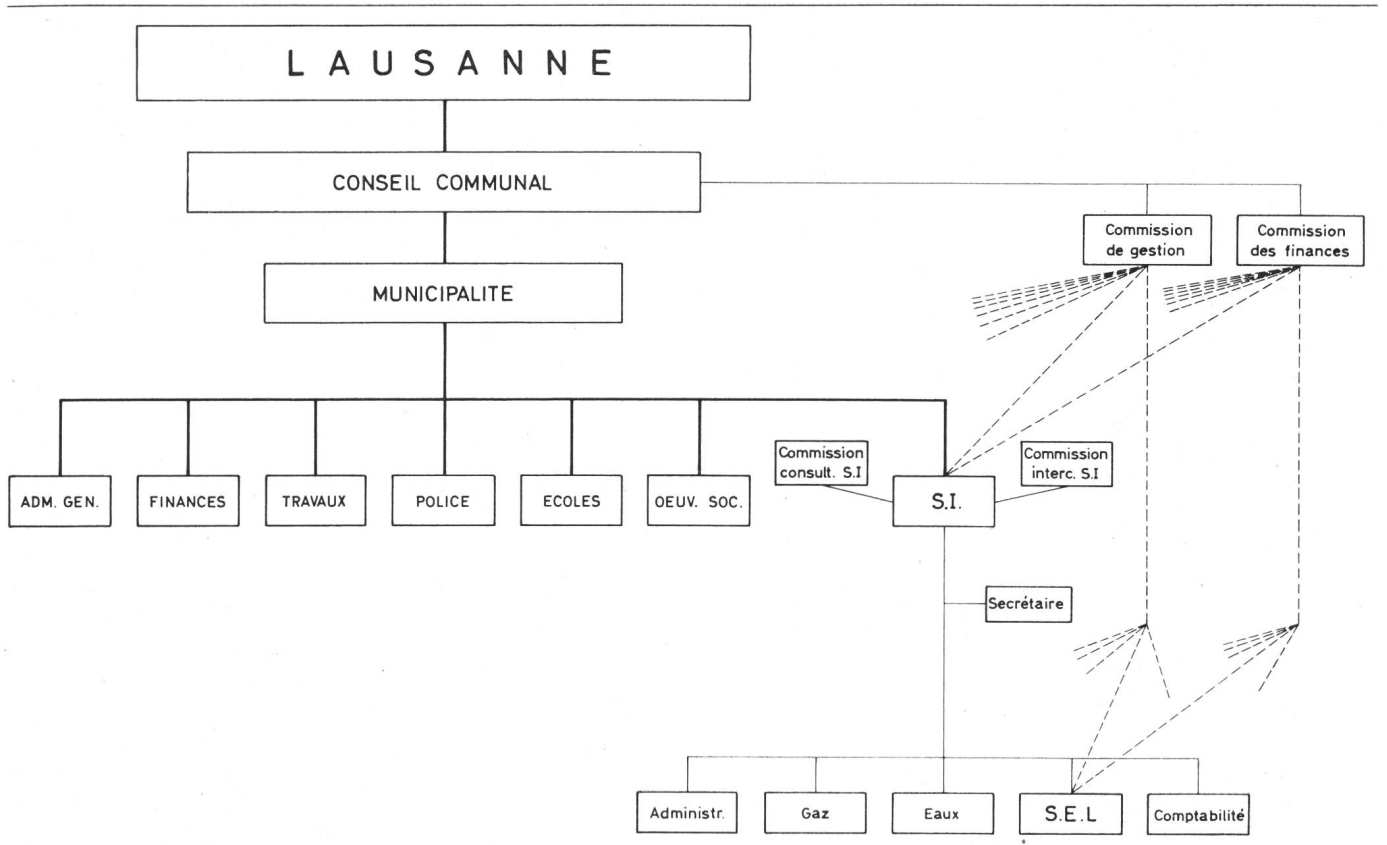 LAUSANNE
CONSEIL COMMUNAL
Commission
de gestion
Commission
des finances
MUNICIPALITE
Commission
consult. S.I
Commission
interc. S.I
ADM. GEN.
FINANCES
TRAVAUX
POLICE
ECOLES
OEUV. SOC.
S.I.
Secrétaire
Administr.
Gaz
Eaux
S.E.L
Comptabilité